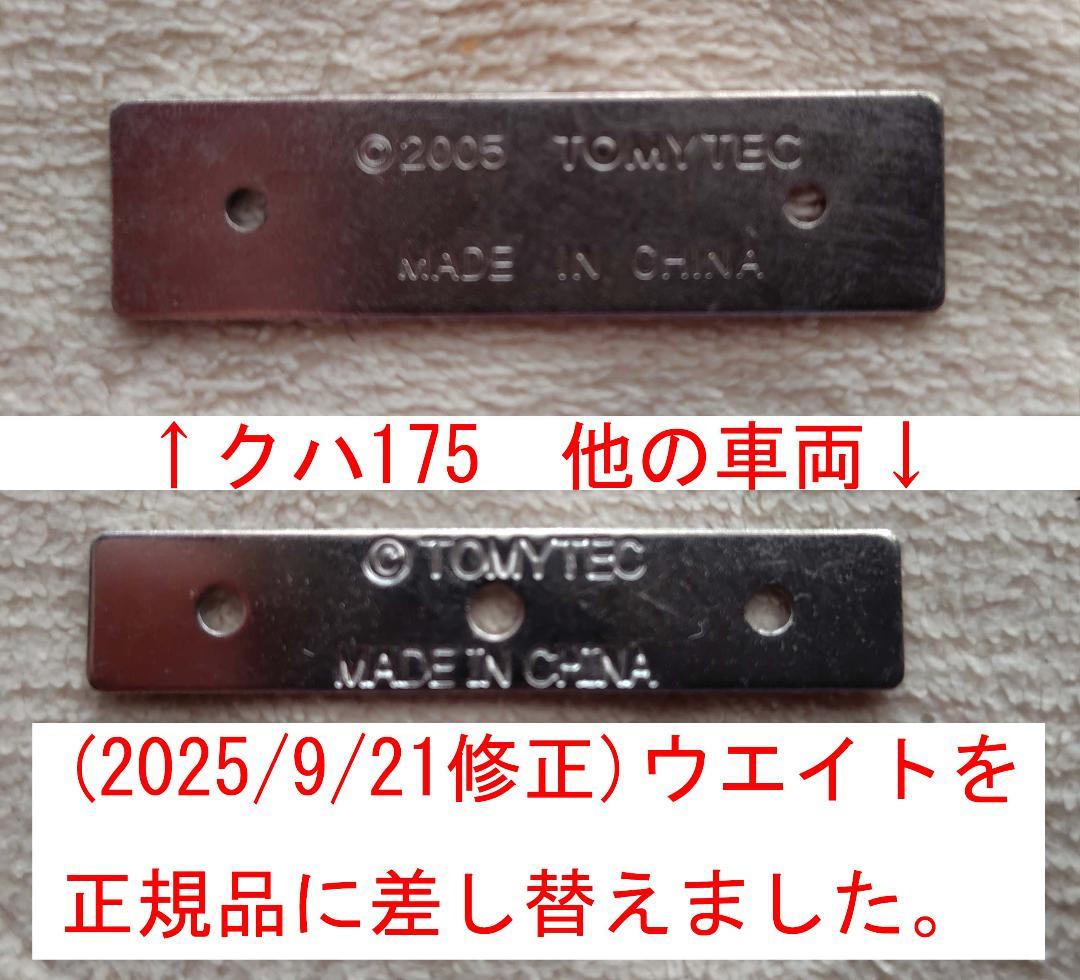 ©2005 TOMYTEC
MADE IN CHINA
↑クハ175 他の車両↓
©TOMYTEC
MADE IN CHINA
(2025/9/21修正)ウエイトを
正規品に差し替えました。